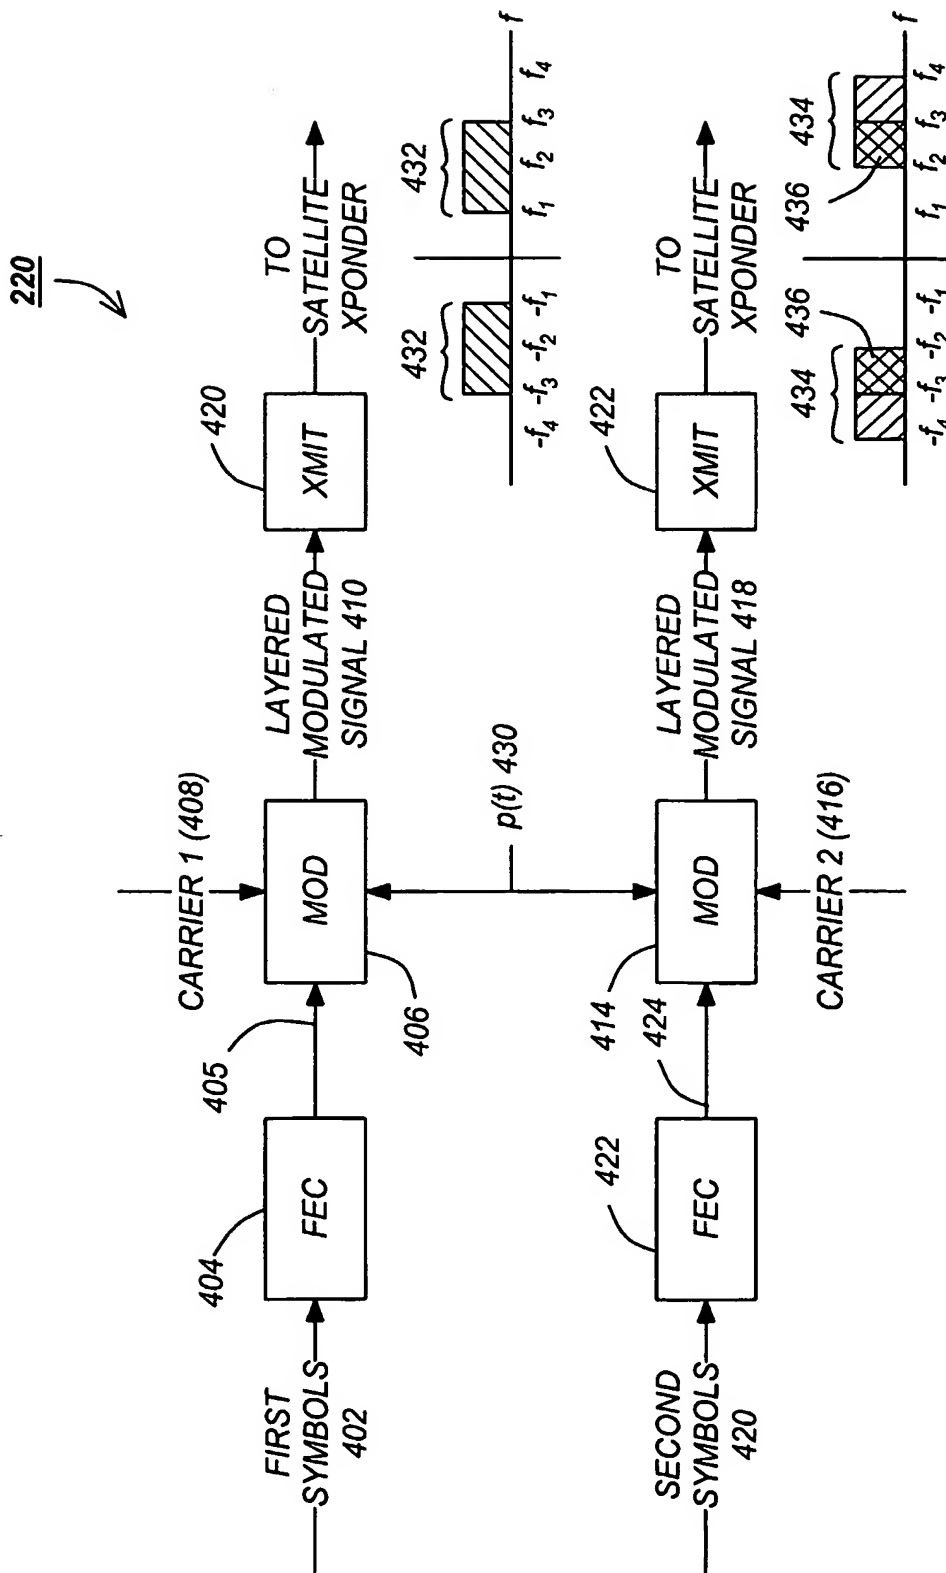 220
FIRST
SYMBOLS
402
404
FEC
405
CARRIER 1 (408)
MOD
406
LAYERED
MODULATED
SIGNAL 410
420
XMIT
TO
SATELLITE
XPONDER
432
432
-f4 -f3 -f2 -f1 f1 f2 f3 f4 f
p(t) 430
SECOND
SYMBOLS
420
422
FEC
424
414
MOD
CARRIER 2 (416)
LAYERED
MODULATED
SIGNAL 418
422
XMIT
TO
SATELLITE
XPONDER
434
436
434
436
-f4 -f3 -f2 -f1 f1 f2 f3 f4 f